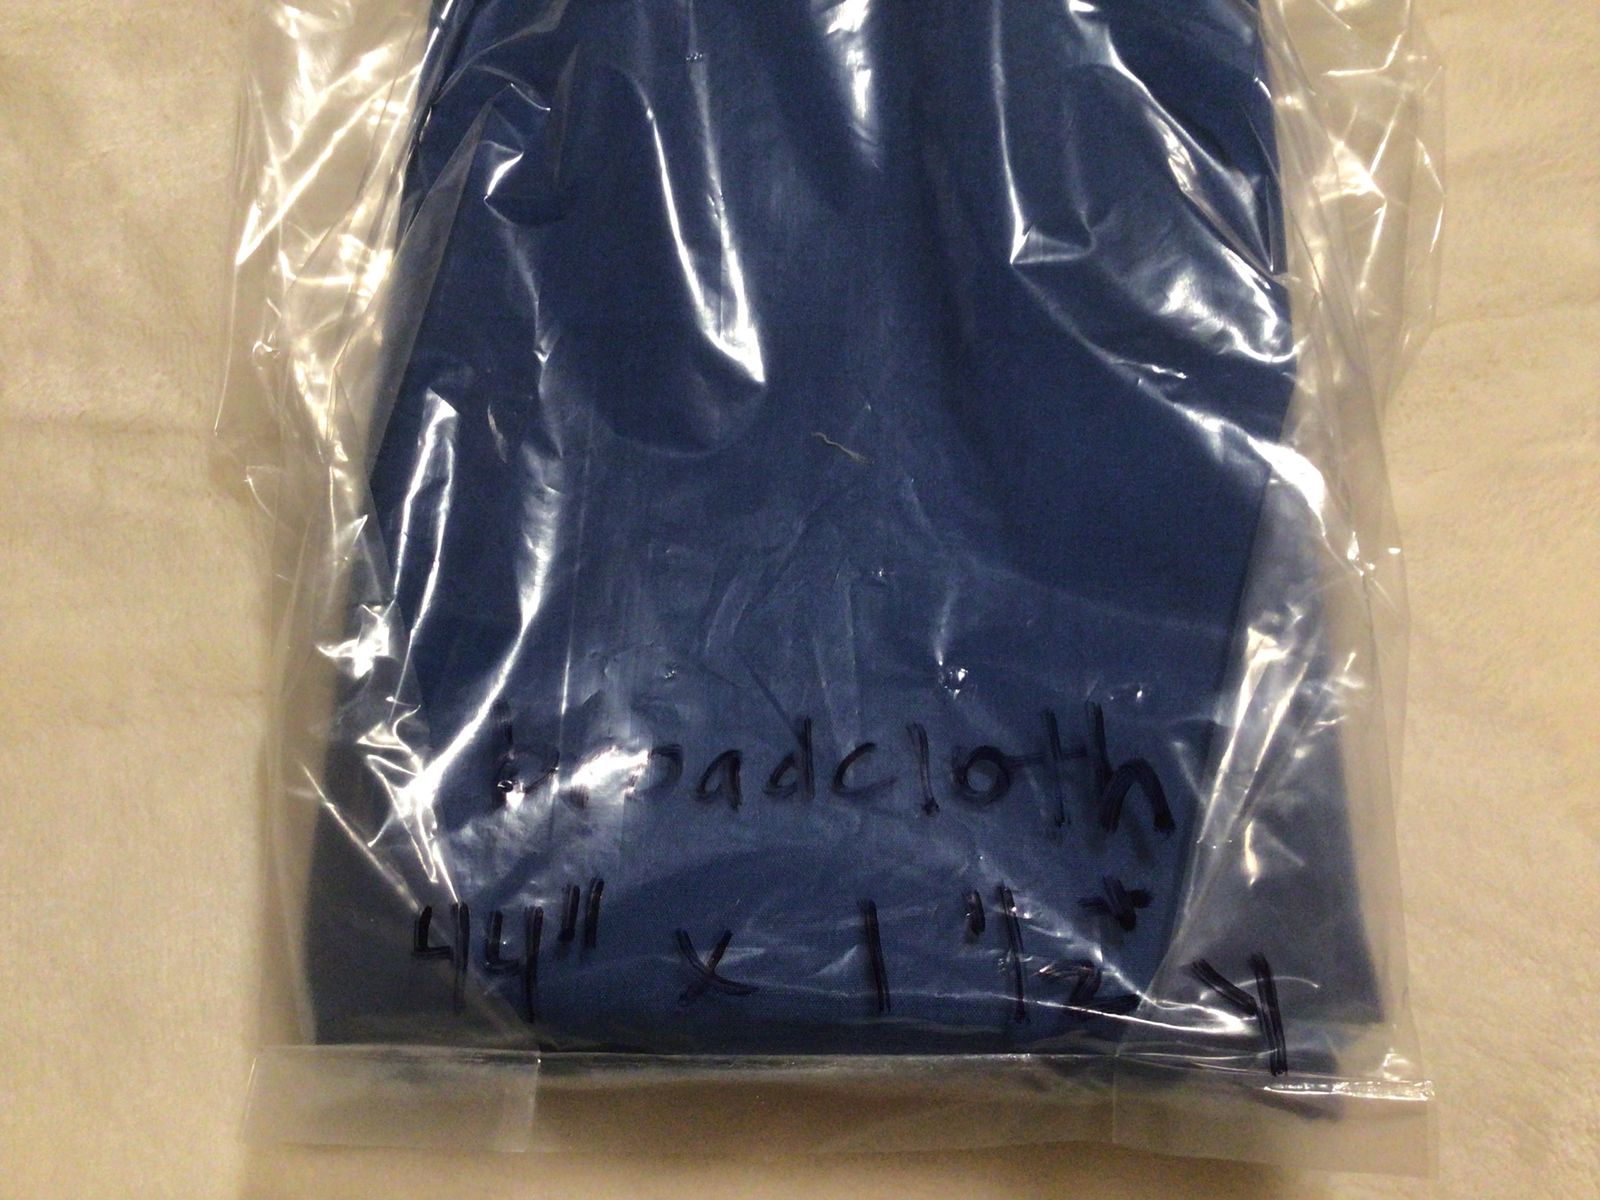 broadcloth
44" x 1 1/2" y